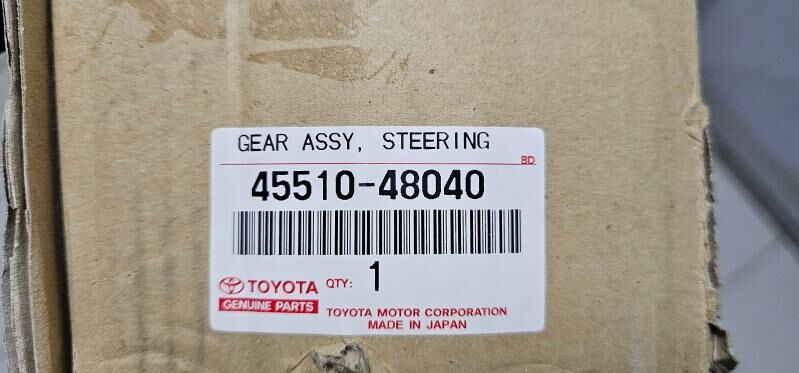 GEAR ASSY, STEERING
BD
45510-48040
TOYOTA QTY: 1
GENUINE PARTS
TOYOTA MOTOR CORPORATION
MADE IN JAPAN